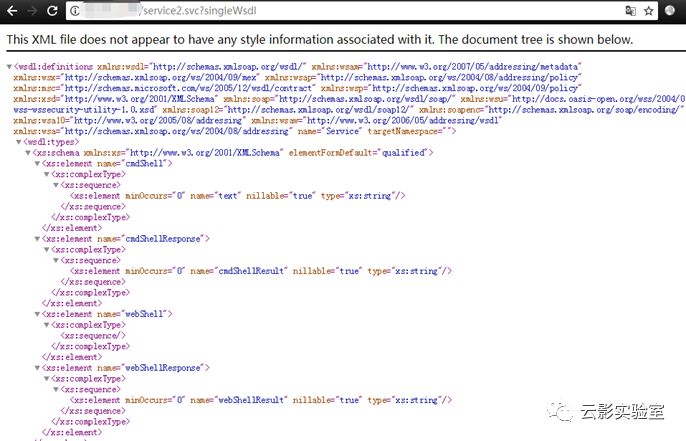 /service2.svc?singleWsdl
This XML file does not appear to have any style information associated with it. The document tree is shown below.
▼<wsdl:definitions xmlns:wsdl="http://schemas.xmlsoap.org/wsdl/" xmlns:wsam="http://www.w3.org/2007/05/addressing/metadata"
xmlns:wsx="http://schemas.xmlsoap.org/ws/2004/09/mex" xmlns:wsap="http://schemas.xmlsoap.org/ws/2004/08/addressing/policy"
xmlns:msc="http://schemas.microsoft.com/ws/2005/12/wsdl/contract" xmlns:wsp="http://schemas.xmlsoap.org/ws/2004/09/policy"
xmlns:xsd="http://www.w3.org/2001/XMLSchema" xmlns:soap="http://schemas.xmlsoap.org/wsdl/soap/" xmlns:wsu="http://docs.oasis-open.org/wss/2004/0
wss-wssecurity-utility-1.0.xsd" xmlns:soap12="http://schemas.xmlsoap.org/wsdl/soap12/" xmlns:soapenc="http://schemas.xmlsoap.org/soap/encoding/"
xmlns:wsa10="http://www.w3.org/2005/08/addressing" xmlns:wsaw="http://www.w3.org/2006/05/addressing/wsdl"
xmlns:wsa="http://schemas.xmlsoap.org/ws/2004/08/addressing" name="Service" targetNamespace="">
▼<wsdl:types>
▼<xs:schema xmlns:xs="http://www.w3.org/2001/XMLSchema" elementFormDefault="qualified">
▼<xs:element name="cmdShell">
▼<xs:complexType>
▼<xs:sequence>
<xs:element minOccurs="0" name="text" nillable="true" type="xs:string"/>
</xs:sequence>
</xs:complexType>
</xs:element>
▼<xs:element name="cmdShellResponse">
▼<xs:complexType>
▼<xs:sequence>
<xs:element minOccurs="0" name="cmdShellResult" nillable="true" type="xs:string"/>
</xs:sequence>
</xs:complexType>
</xs:element>
▼<xs:element name="webShell">
▼<xs:complexType>
<xs:sequence/>
</xs:complexType>
</xs:element>
▼<xs:element name="webShellResponse">
▼<xs:complexType>
▼<xs:sequence>
<xs:element minOccurs="0" name="webShellResult" nillable="true" type="xs:string"/>
</xs:sequence>
</xs:complexType>
</xs:element>
云影实验室